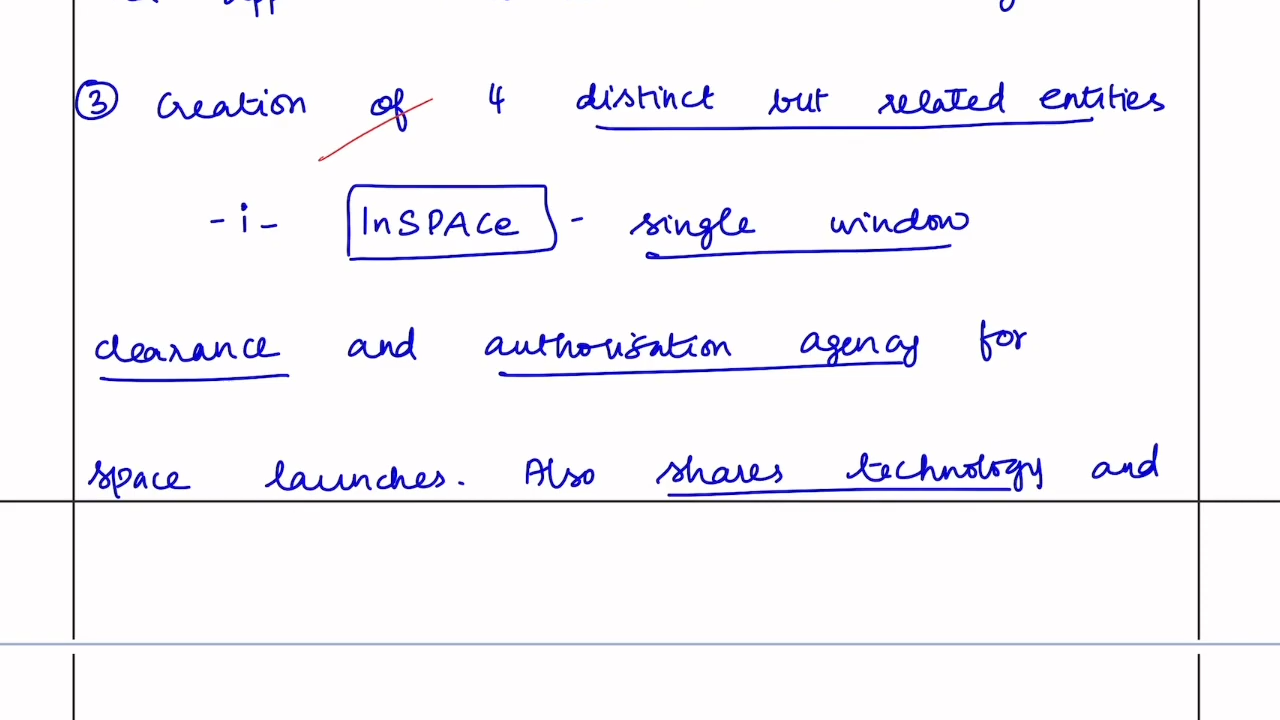 ③ Creation of 4 distinct but related entities
- i - InSPACe - single window
clearance and authorisation agency for
space launches. Also shares technology and